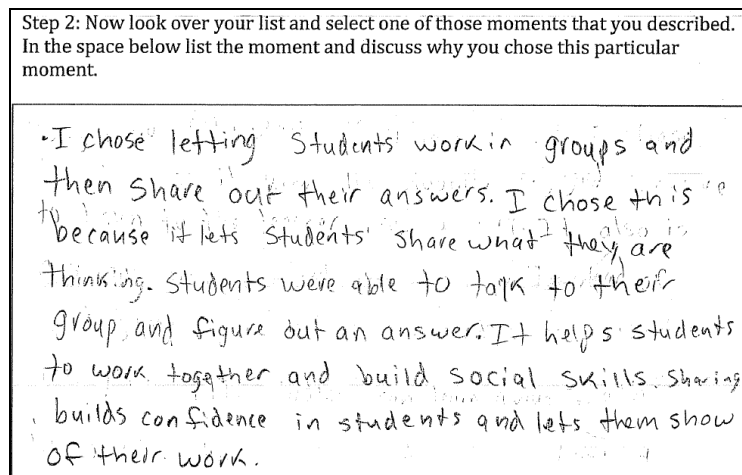 Step 2: Now look over your list and select one of those moments that you described.
In the space below list the moment and discuss why you chose this particular
moment.
•I chose letting Students work in groups and
then Share out their answers. I chose this
because it lets Students share what they are
thinking. Students were able to talk to their
group and figure out an answer. It helps students
to work together and build social skills. Sharing
builds confidence in students and lets them show
of their work.